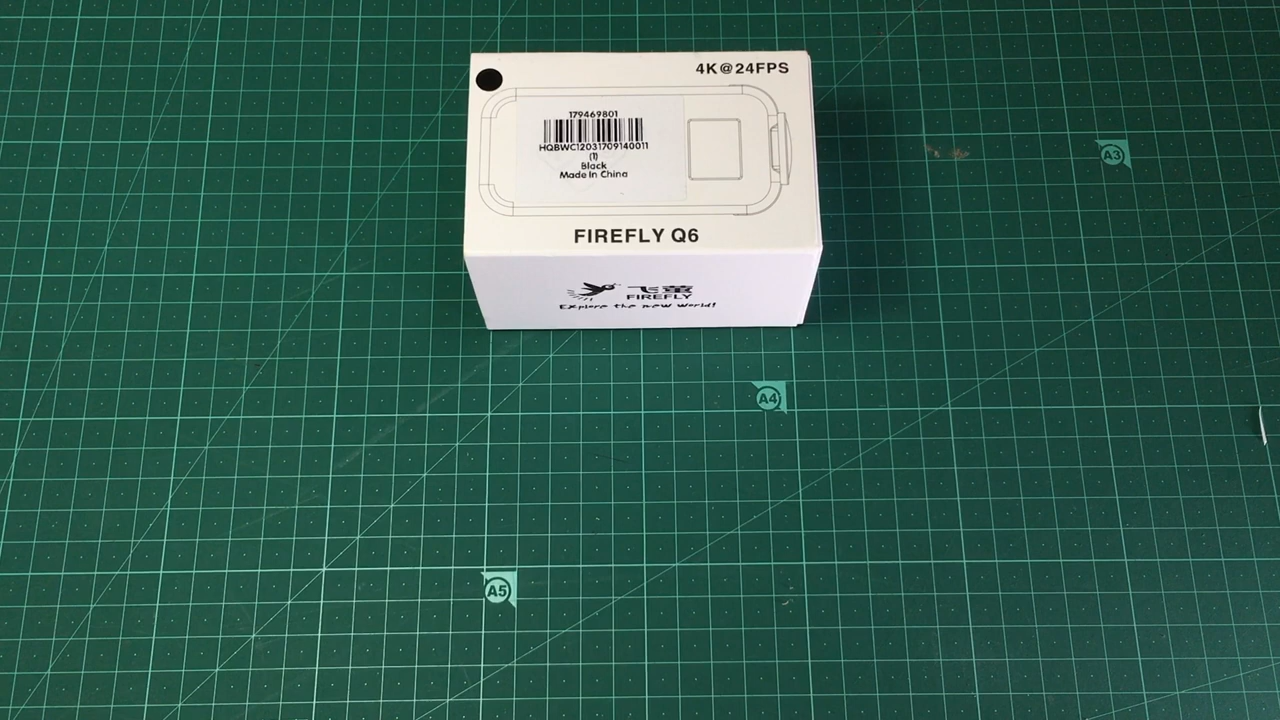 4K@24FPS
179469801
HQBWC12031709140011
(1)
Black
Made In China
FIREFLY Q6
飞萤
FIREFLY
Explore the new world!
A3
A4
A5